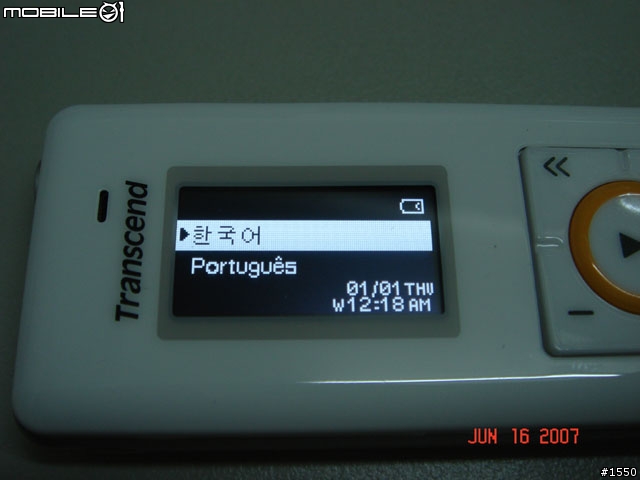 MOBILE01
Transcend
한국어
Português
01/01 THU
W12:18 AM
JUN 16 2007
#1550